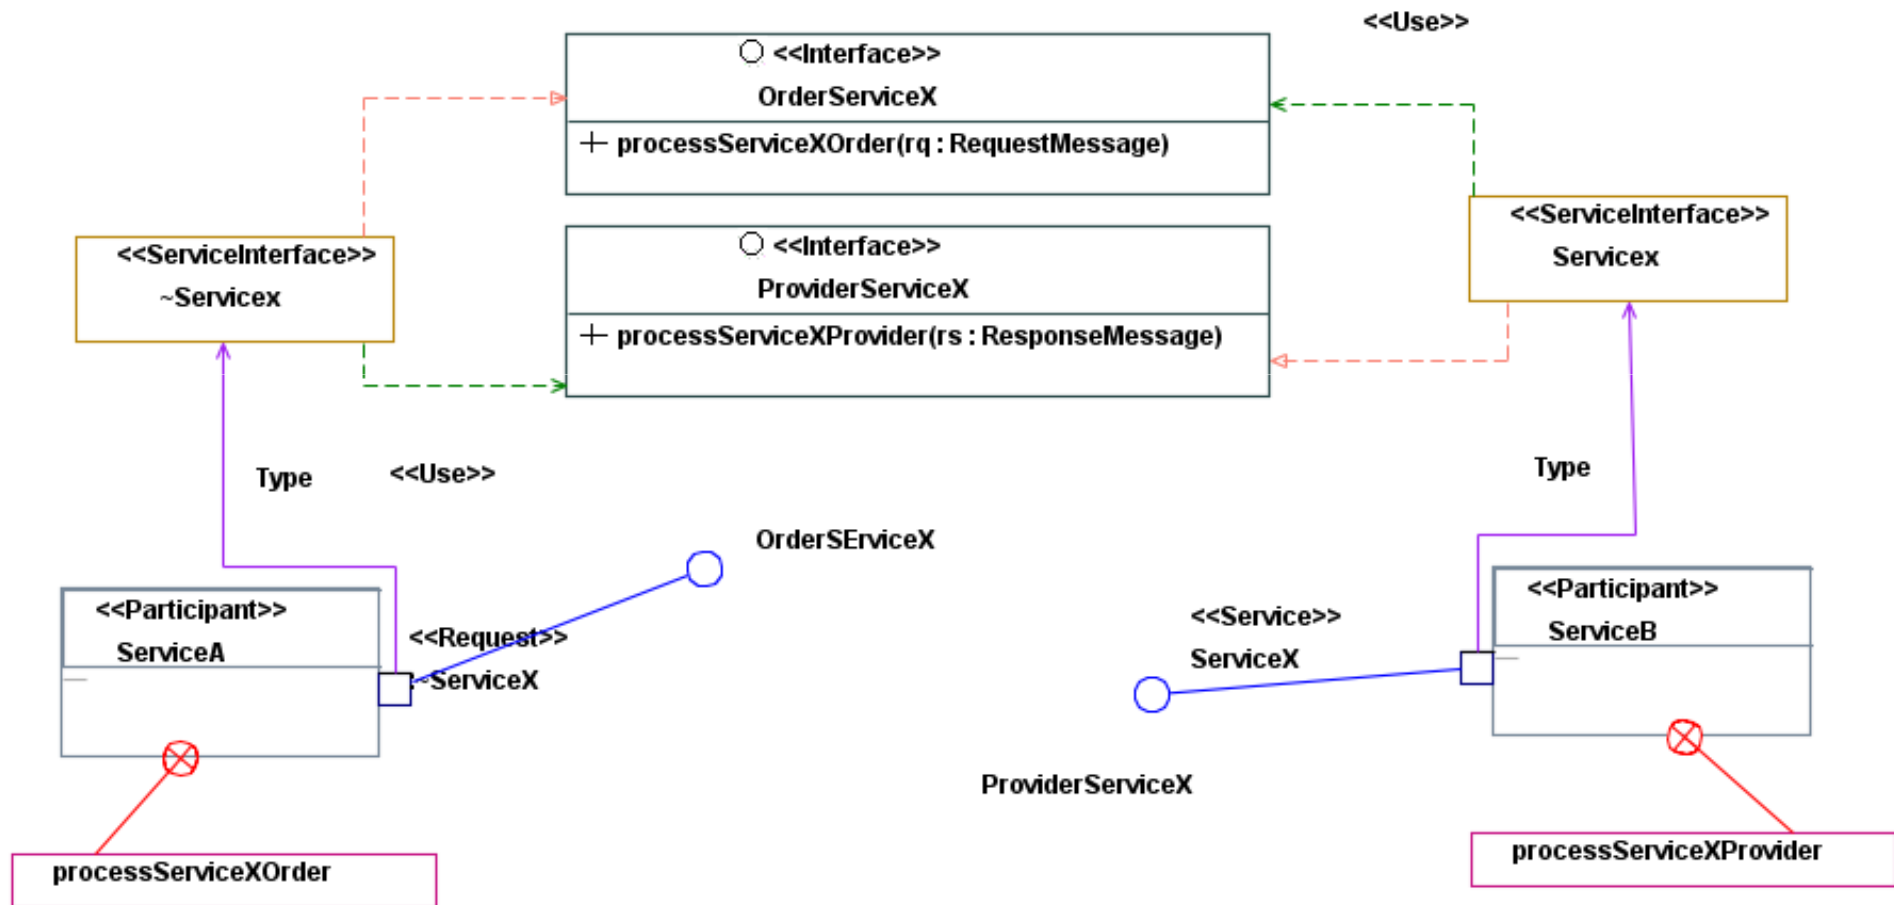 <<Use>>
<<Interface>>
OrderServiceX
processServiceXOrder(rq : RequestMessage)
<<ServiceInterface>>
Servicex
<<Interface>>
ProviderServiceX
processServiceXProvider(rs : ResponseMessage)
<<ServiceInterface>>
~Servicex
Type
<<Use>>
Type
OrderSErviceX
<<Participant>>
ServiceA
<<Request>>
:~ServiceX
<<Service>>
ServiceX
<<Participant>>
ServiceB
ProviderServiceX
processServiceXOrder
processServiceXProvider